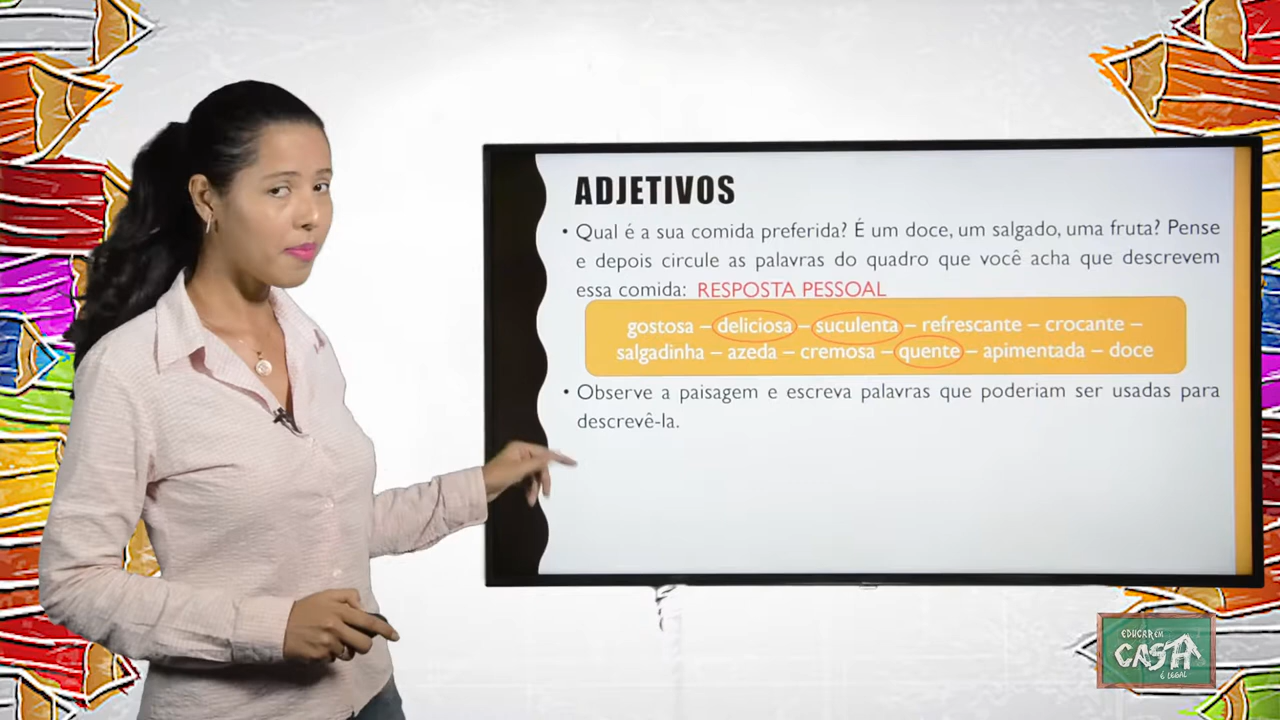 ADJETIVOS
• Qual é a sua comida preferida? É um doce, um salgado, uma fruta? Pense
e depois circule as palavras do quadro que você acha que descrevem
essa comida: RESPOSTA PESSOAL
gostosa – deliciosa – suculenta – refrescante – crocante –
salgadinha – azeda – cremosa – quente – apimentada – doce
• Observe a paisagem e escreva palavras que poderiam ser usadas para
descrevê-la.
EDUCAR EM
CASA
É LEGAL